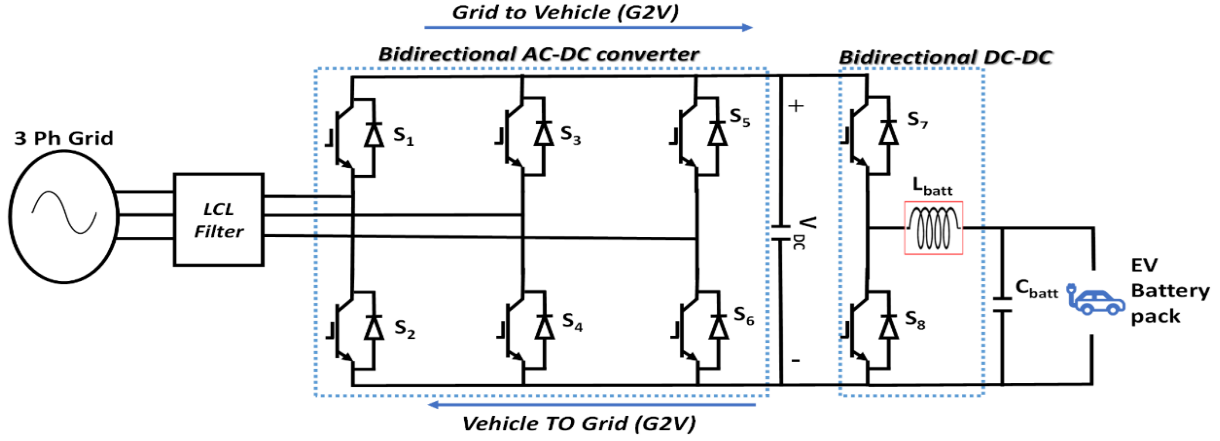 Grid to Vehicle (G2V)
Bidirectional AC-DC converter
Bidirectional DC-DC
3 Ph Grid
LCL
Filter
S1
S3
S5
S7
+
VDC
-
Lbatt
S2
S4
S6
S8
Cbatt
EV
Battery
pack
Vehicle TO Grid (G2V)